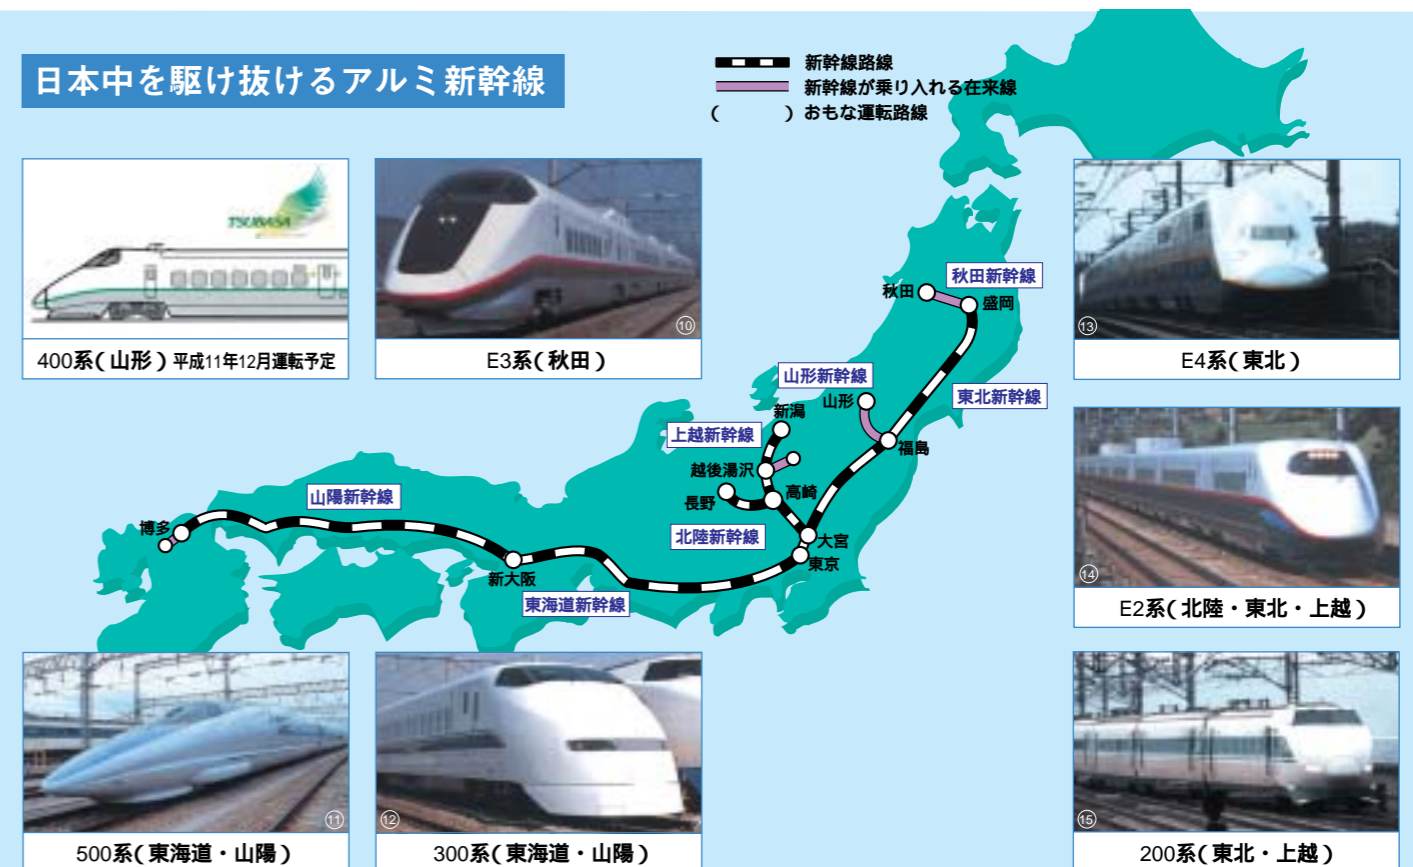 日本中を駆け抜けるアルミ新幹線
新幹線路線
新幹線が乗り入れる在来線
(　　　) おもな運転路線
TSUBASA
400系(山形) 平成11年12月運転予定
⑩
E3系(秋田)
⑬
E4系(東北)
秋田新幹線
秋田
盛岡
山形新幹線
山形
東北新幹線
新潟
上越新幹線
福島
越後湯沢
高崎
長野
山陽新幹線
博多
北陸新幹線
大宮
東京
新大阪
東海道新幹線
⑭
E2系(北陸・東北・上越)
⑪
500系(東海道・山陽)
⑫
300系(東海道・山陽)
⑮
200系(東北・上越)